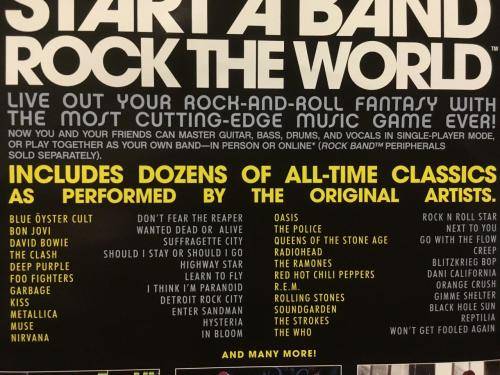 START A BAND
ROCK THE WORLD™
LIVE OUT YOUR ROCK-AND-ROLL FANTASY WITH
THE MOST CUTTING-EDGE MUSIC GAME EVER!
NOW YOU AND YOUR FRIENDS CAN MASTER GUITAR, BASS, DRUMS, AND VOCALS IN SINGLE-PLAYER MODE,
OR PLAY TOGETHER AS YOUR OWN BAND—IN PERSON OR ONLINE* (ROCK BAND™ PERIPHERALS
SOLD SEPARATELY).
INCLUDES DOZENS OF ALL-TIME CLASSICS
AS PERFORMED BY THE ORIGINAL ARTISTS.
BLUE ÖYSTER CULT DON'T FEAR THE REAPER
BON JOVI WANTED DEAD OR ALIVE
DAVID BOWIE SUFFRAGETTE CITY
THE CLASH SHOULD I STAY OR SHOULD I GO
DEEP PURPLE HIGHWAY STAR
FOO FIGHTERS LEARN TO FLY
GARBAGE I THINK I'M PARANOID
KISS DETROIT ROCK CITY
METALLICA ENTER SANDMAN
MUSE HYSTERIA
NIRVANA IN BLOOM
OASIS ROCK N ROLL STAR
THE POLICE NEXT TO YOU
QUEENS OF THE STONE AGE GO WITH THE FLOW
RADIOHEAD CREEP
THE RAMONES BLITZKRIEG BOP
RED HOT CHILI PEPPERS DANI CALIFORNIA
R.E.M. ORANGE CRUSH
ROLLING STONES GIMME SHELTER
SOUNDGARDEN BLACK HOLE SUN
THE STROKES REPTILIA
THE WHO WON'T GET FOOLED AGAIN
AND MANY MORE!